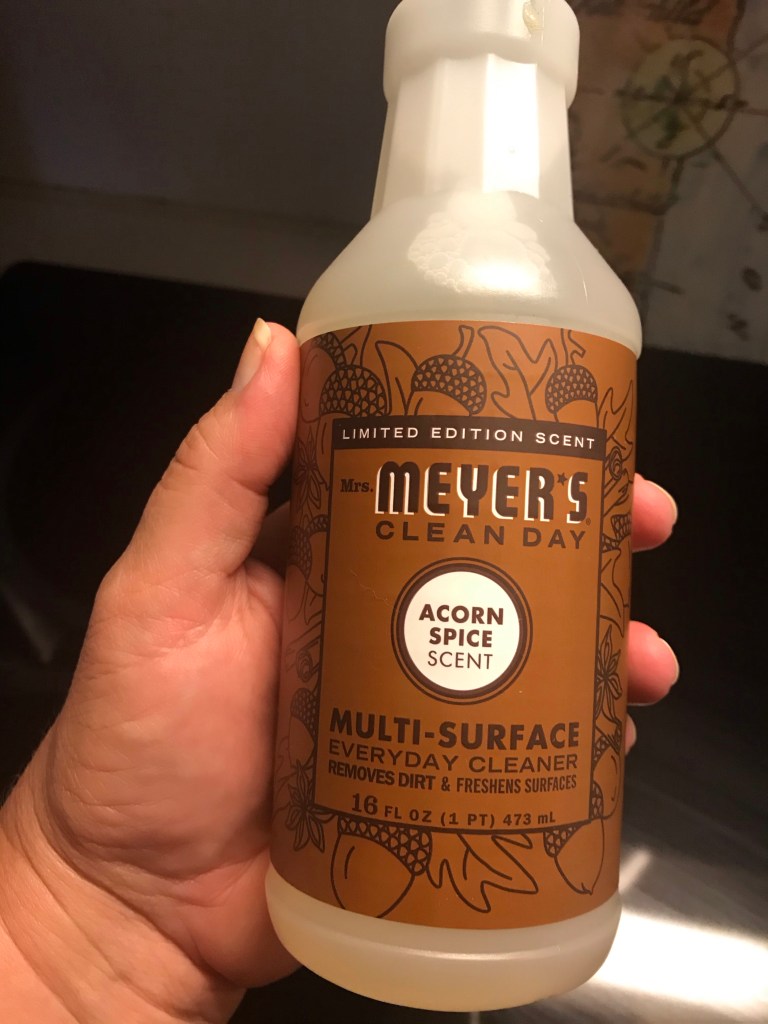 LIMITED EDITION SCENT
Mrs. MEYER'S®
CLEAN DAY
ACORN
SPICE
SCENT
MULTI-SURFACE
EVERYDAY CLEANER
REMOVES DIRT & FRESHENS SURFACES
16 FL OZ (1 PT) 473 mL